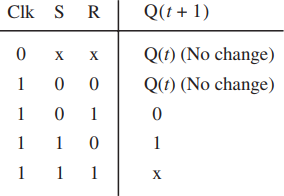 Clk S R Q(t + 1)
0 x x Q(t) (No change)
1 0 0 Q(t) (No change)
1 0 1 0
1 1 0 1
1 1 1 x